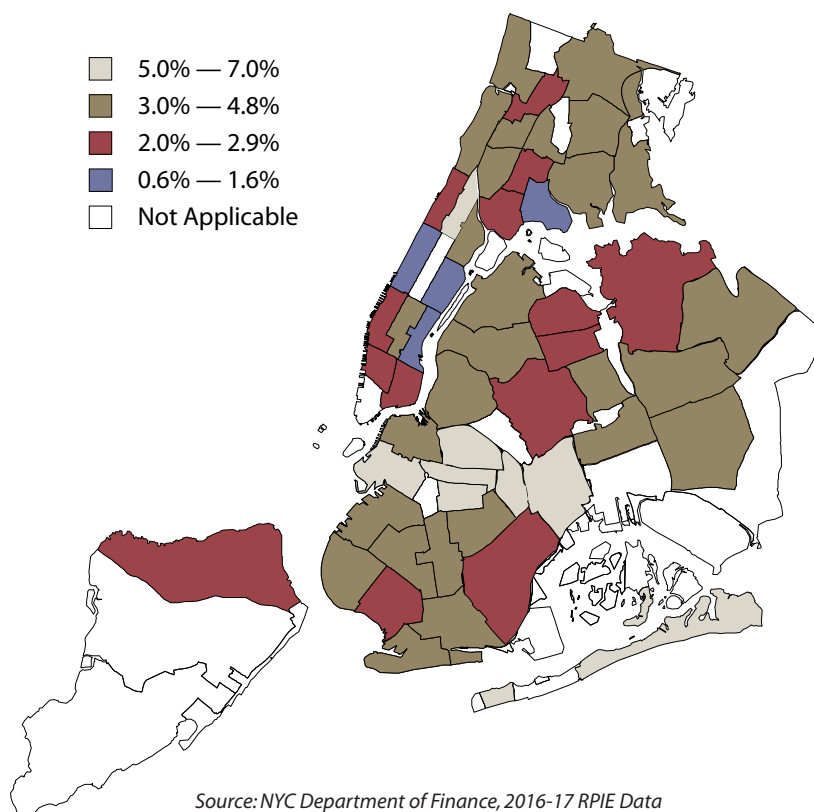 5.0% — 7.0%
3.0% — 4.8%
2.0% — 2.9%
0.6% — 1.6%
Not Applicable
Source: NYC Department of Finance, 2016-17 RPIE Data